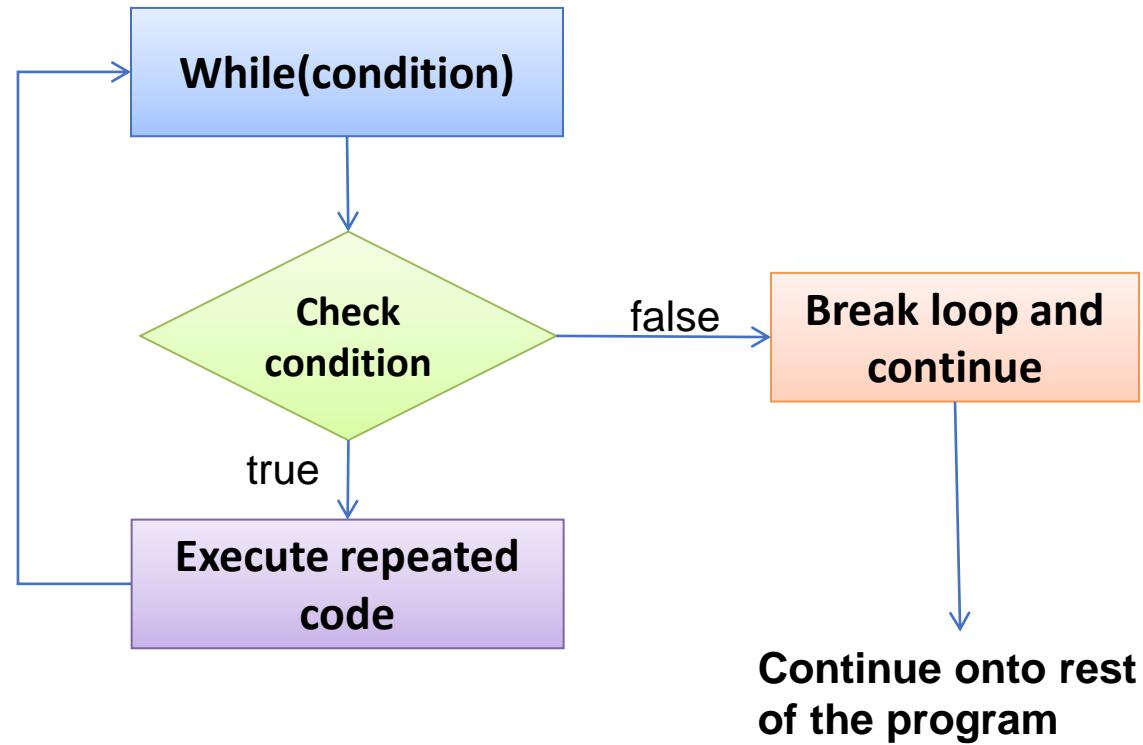 While(condition)
Check
condition
false
Break loop and
continue
true
Execute repeated
code
Continue onto rest
of the program